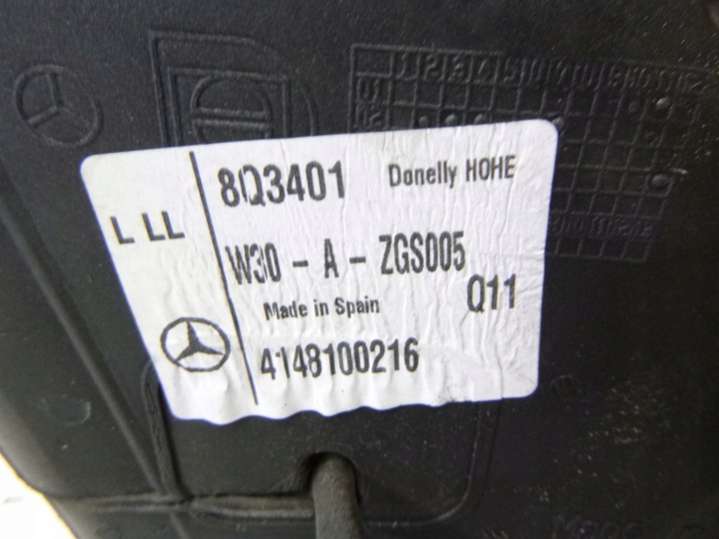 8Q3401 Donelly HOHE
L LL
W30 - A - ZGS005
Made in Spain Q11
4148100216